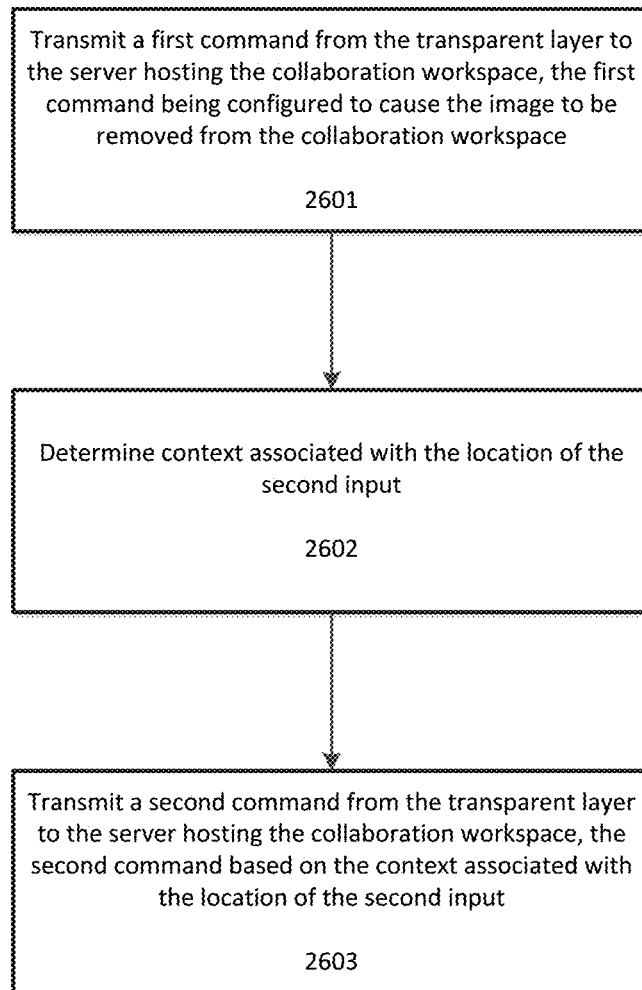 Transmit a first command from the transparent layer to
the server hosting the collaboration workspace, the first
command being configured to cause the image to be
removed from the collaboration workspace
2601
Determine context associated with the location of the
second input
2602
Transmit a second command from the transparent layer
to the server hosting the collaboration workspace, the
second command based on the context associated with
the location of the second input
2603